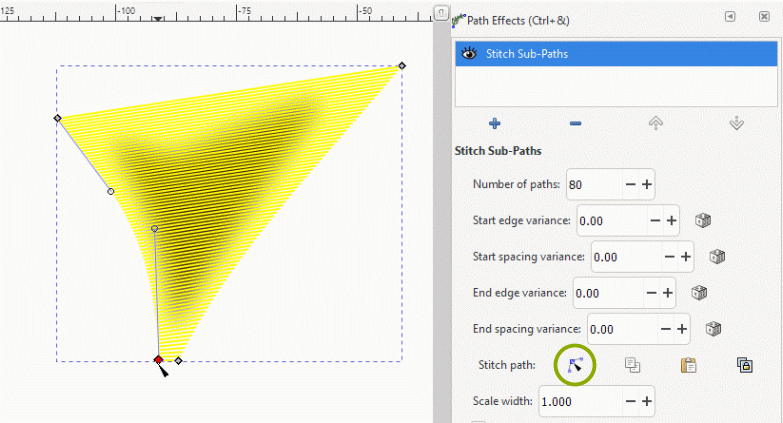 125 -100 -75 -50
Path Effects (Ctrl+&)
Stitch Sub-Paths
Stitch Sub-Paths
Number of paths: 80
Start edge variance: 0.00
Start spacing variance: 0.00
End edge variance: 0.00
End spacing variance: 0.00
Stitch path:
Scale width: 1.000